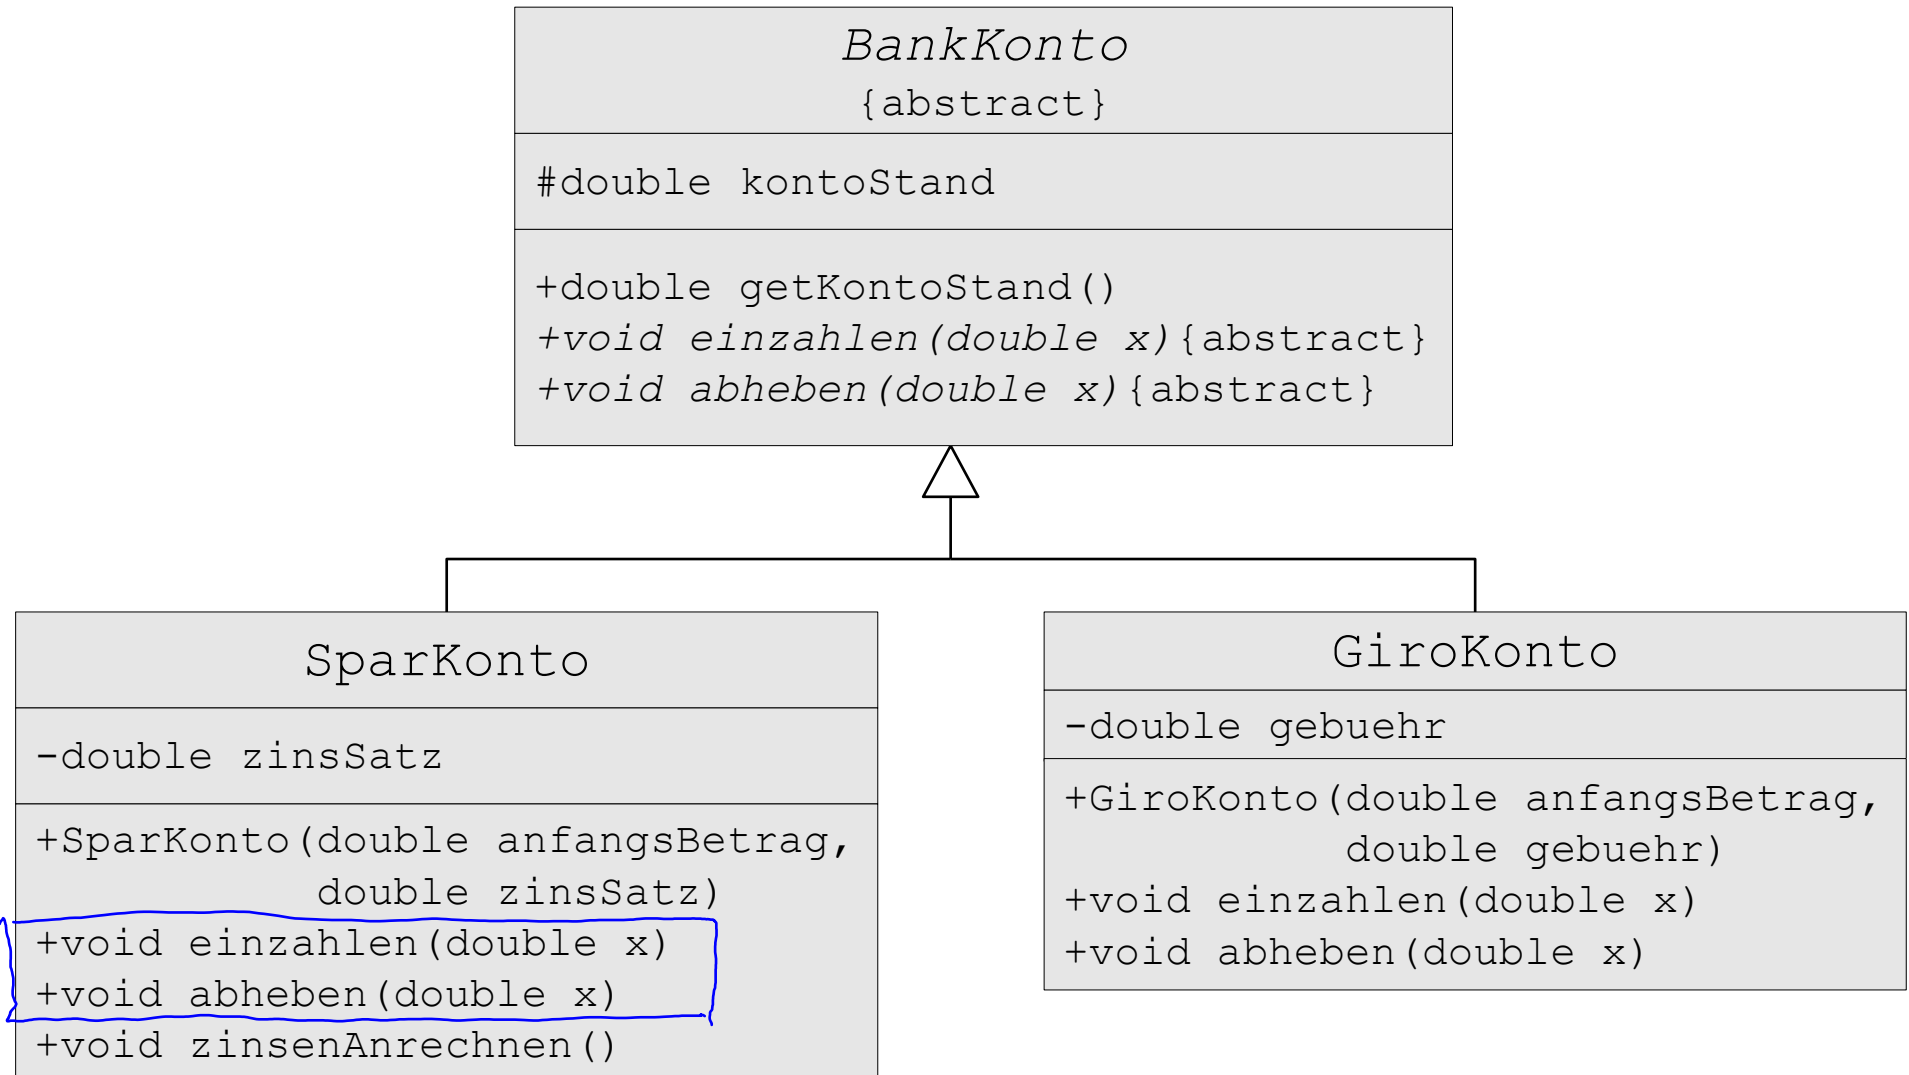 BankKonto
{abstract}
#double kontoStand
+double getKontoStand()
+void einzahlen(double x){abstract}
+void abheben(double x){abstract}
SparKonto
-double zinsSatz
+SparKonto(double anfangsBetrag,
double zinsSatz)
+void einzahlen(double x)
+void abheben(double x)
+void zinsenAnrechnen()
GiroKonto
-double gebuehr
+GiroKonto(double anfangsBetrag,
double gebuehr)
+void einzahlen(double x)
+void abheben(double x)